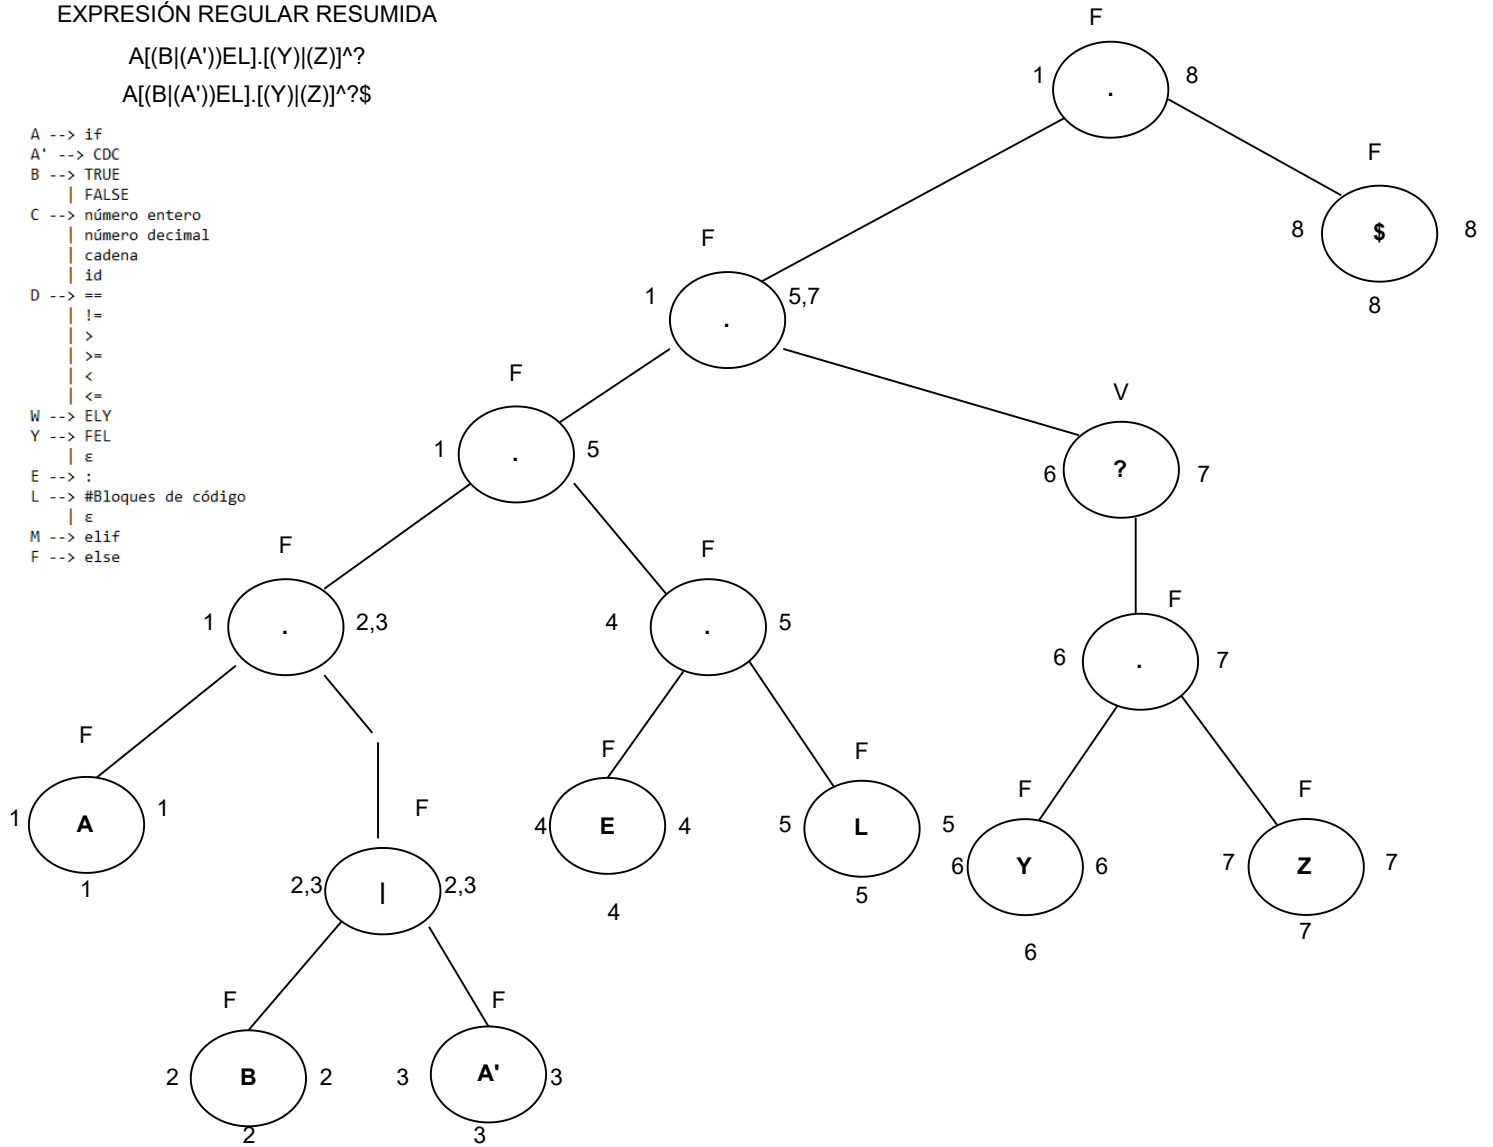 EXPRESIÓN REGULAR RESUMIDA
A[(B|(A'))EL].[(Y)|(Z)]^?
A[(B|(A'))EL].[(Y)|(Z)]^?$
A --> if
A' --> CDC
B --> TRUE
| FALSE
C --> número entero
| número decimal
| cadena
| id
D --> ==
| !=
| >
| >=
| <
| <=
W --> ELY
Y --> FEL
| ε
E --> :
L --> #Bloques de código
| ε
M --> elif
F --> else
F
1 . 8
F
8 $ 8
8
F
1 . 5,7
F
1 . 5
V
6 ? 7
F
1 . 2,3
F
4 . 5
F
6 . 7
F
1 A 1
1
F
2,3 | 2,3
F
4 E 4
4
F
5 L 5
5
F
6 Y 6
6
F
7 Z 7
7
F
2 B 2
2
F
3 A' 3
3